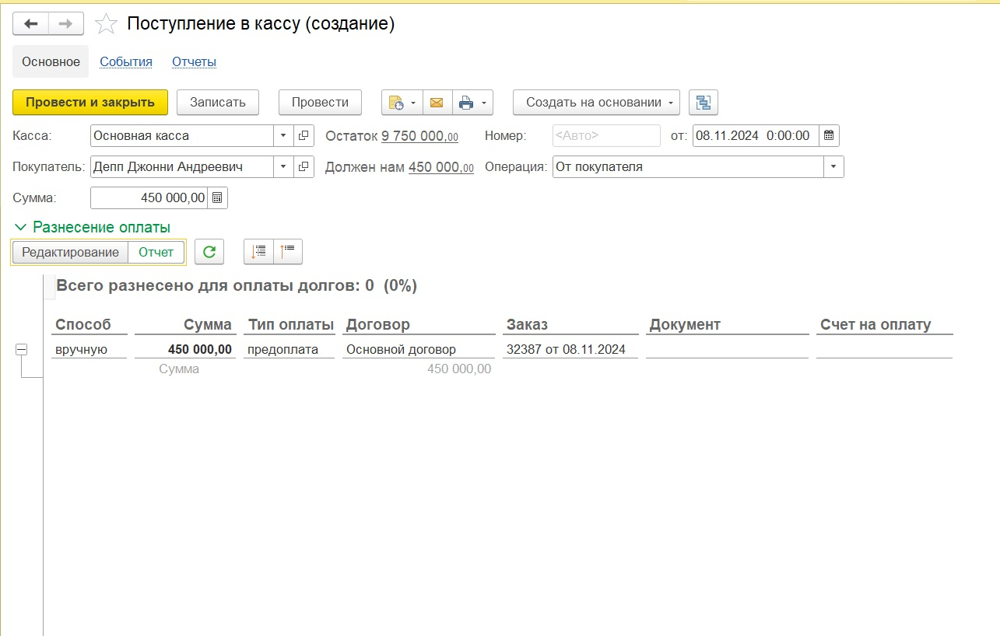 Поступление в кассу (создание)
Основное События Отчеты
Провести и закрыть Записать Провести Создать на основании
Касса: Основная касса Остаток 9 750 000,00 Номер: <Авто> от: 08.11.2024 0:00:00
Покупатель: Депп Джонни Андреевич Должен нам 450 000,00 Операция: От покупателя
Сумма: 450 000,00
Разнесение оплаты
Редактирование Отчет
Всего разнесено для оплаты долгов: 0 (0%)
Способ Сумма Тип оплаты Договор Заказ Документ Счет на оплату
вручную 450 000,00 предоплата Основной договор 32387 от 08.11.2024
Сумма 450 000,00